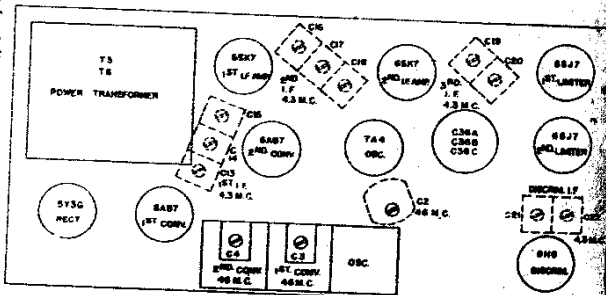 T5
T6
POWER TRANSFORMER
6SK7
1ST I.F. AMP.
C16
C17
C18
2ND
I.F.
4.3 M.C.
6SK7
2ND I.F. AMP.
C19
C20
3RD
I.F.
4.3 M.C.
6SJ7
1ST LIMITER
C15
C14
C13
1ST I.F.
4.3 M.C.
6AB7
2ND CONV.
7A4
OSC.
C36A
C36B
C36C
6SJ7
2ND LIMITER
5Y3G
RECT
6AB7
1ST CONV.
C2
46 M.C.
DISCRIM. I.F
C21
4.3 M.C.
C4
2ND CONV.
46 M.C.
C3
1ST CONV.
46 M.C.
OSC.
6H6
DISCRIM.